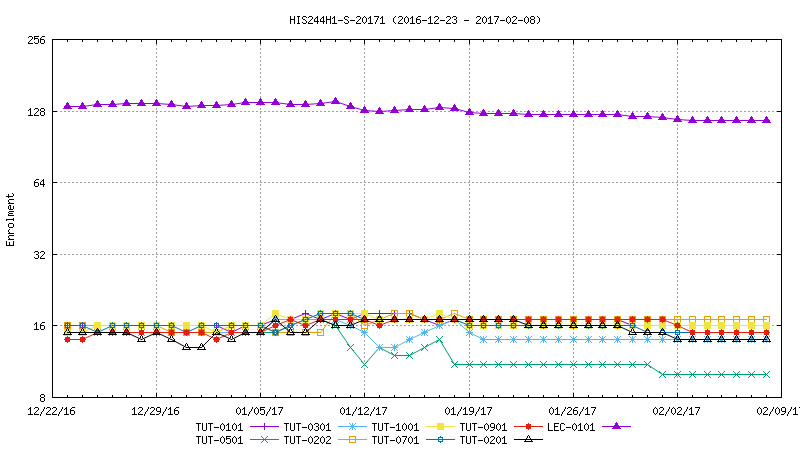 HIS244H1-S-20171 (2016-12-23 - 2017-02-08)
256
128
64
32
16
8
Enrolment
12/22/16 12/29/16 01/05/17 01/12/17 01/19/17 01/26/17 02/02/17 02/09/17
TUT-0101 TUT-0301 TUT-1001 TUT-0901 LEC-0101
TUT-0501 TUT-0202 TUT-0701 TUT-0201